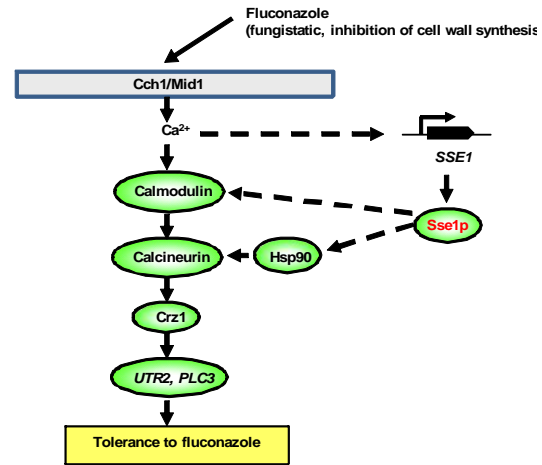 Fluconazole
(fungistatic, inhibition of cell wall synthesis
Cch1/Mid1
Ca²⁺
SSE1
Calmodulin
Sse1p
Calcineurin
Hsp90
Crz1
UTR2, PLC3
Tolerance to fluconazole